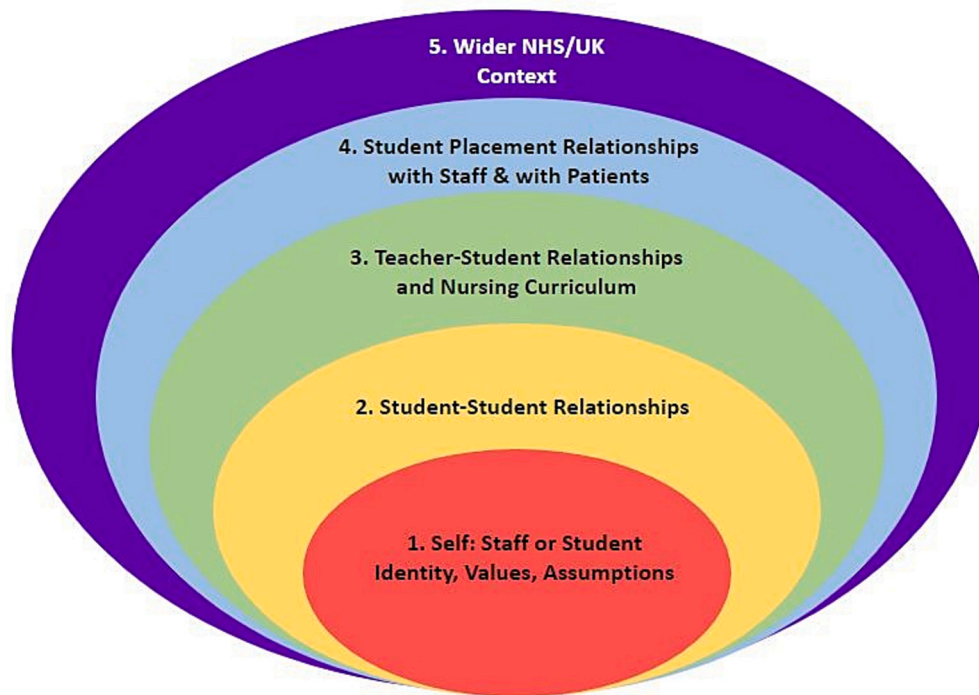 5. Wider NHS/UK
Context
4. Student Placement Relationships
with Staff & with Patients
3. Teacher-Student Relationships
and Nursing Curriculum
2. Student-Student Relationships
1. Self: Staff or Student
Identity, Values, Assumptions